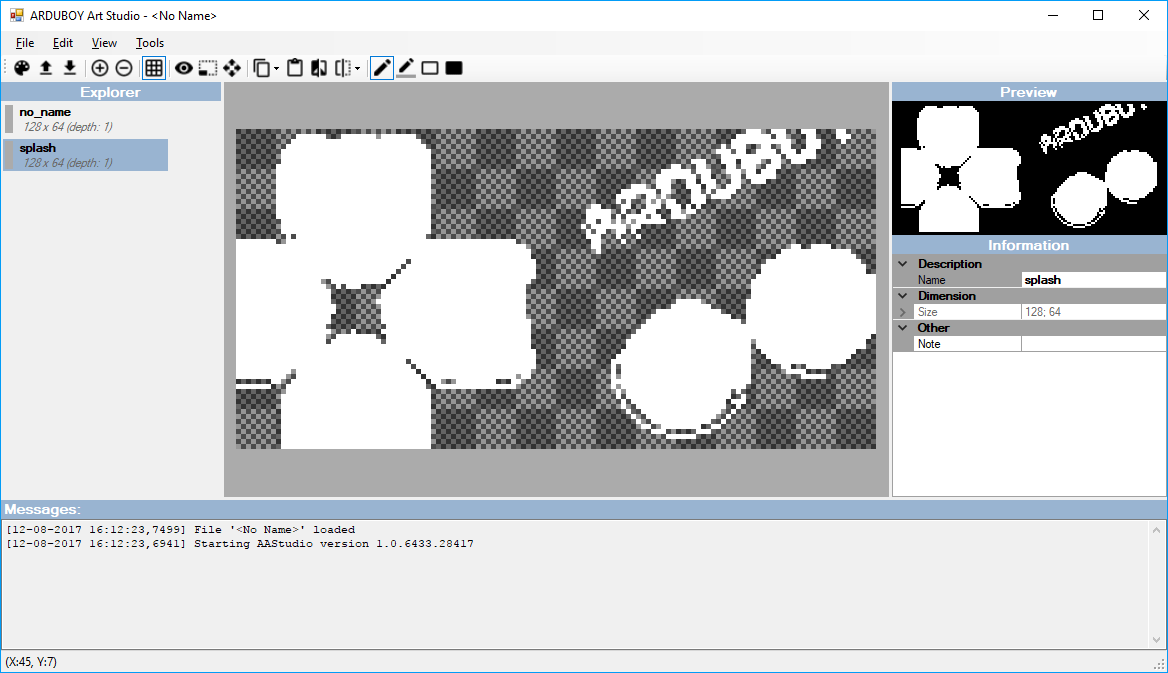 ARDUBOY Art Studio - <No Name>
File Edit View Tools
Explorer
no_name
128 x 64 (depth: 1)
splash
128 x 64 (depth: 1)
ARDUBOY
Preview
ARDUBOY
Information
Description
Name splash
Dimension
Size 128; 64
Other
Note
Messages:
[12-08-2017 16:12:23,7499] File '<No Name>' loaded
[12-08-2017 16:12:23,6941] Starting AAStudio version 1.0.6433.28417
(X:45, Y:7)